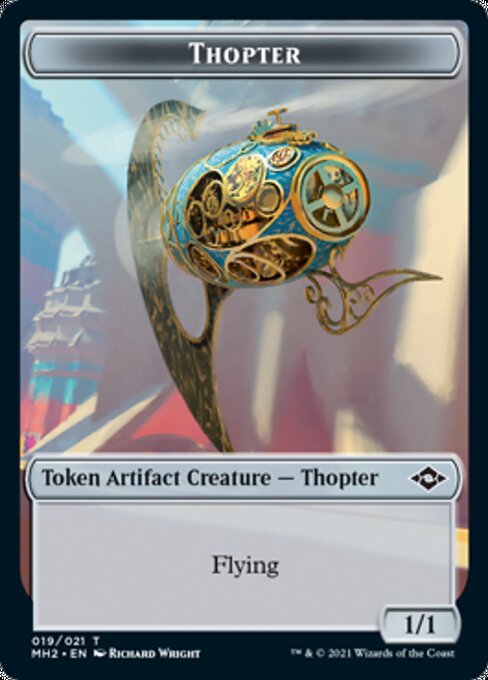 THOPTER
Token Artifact Creature — Thopter
Flying
1/1
019/021 T
MH2 • EN RICHARD WRIGHT
™ & © 2021 Wizards of the Coast